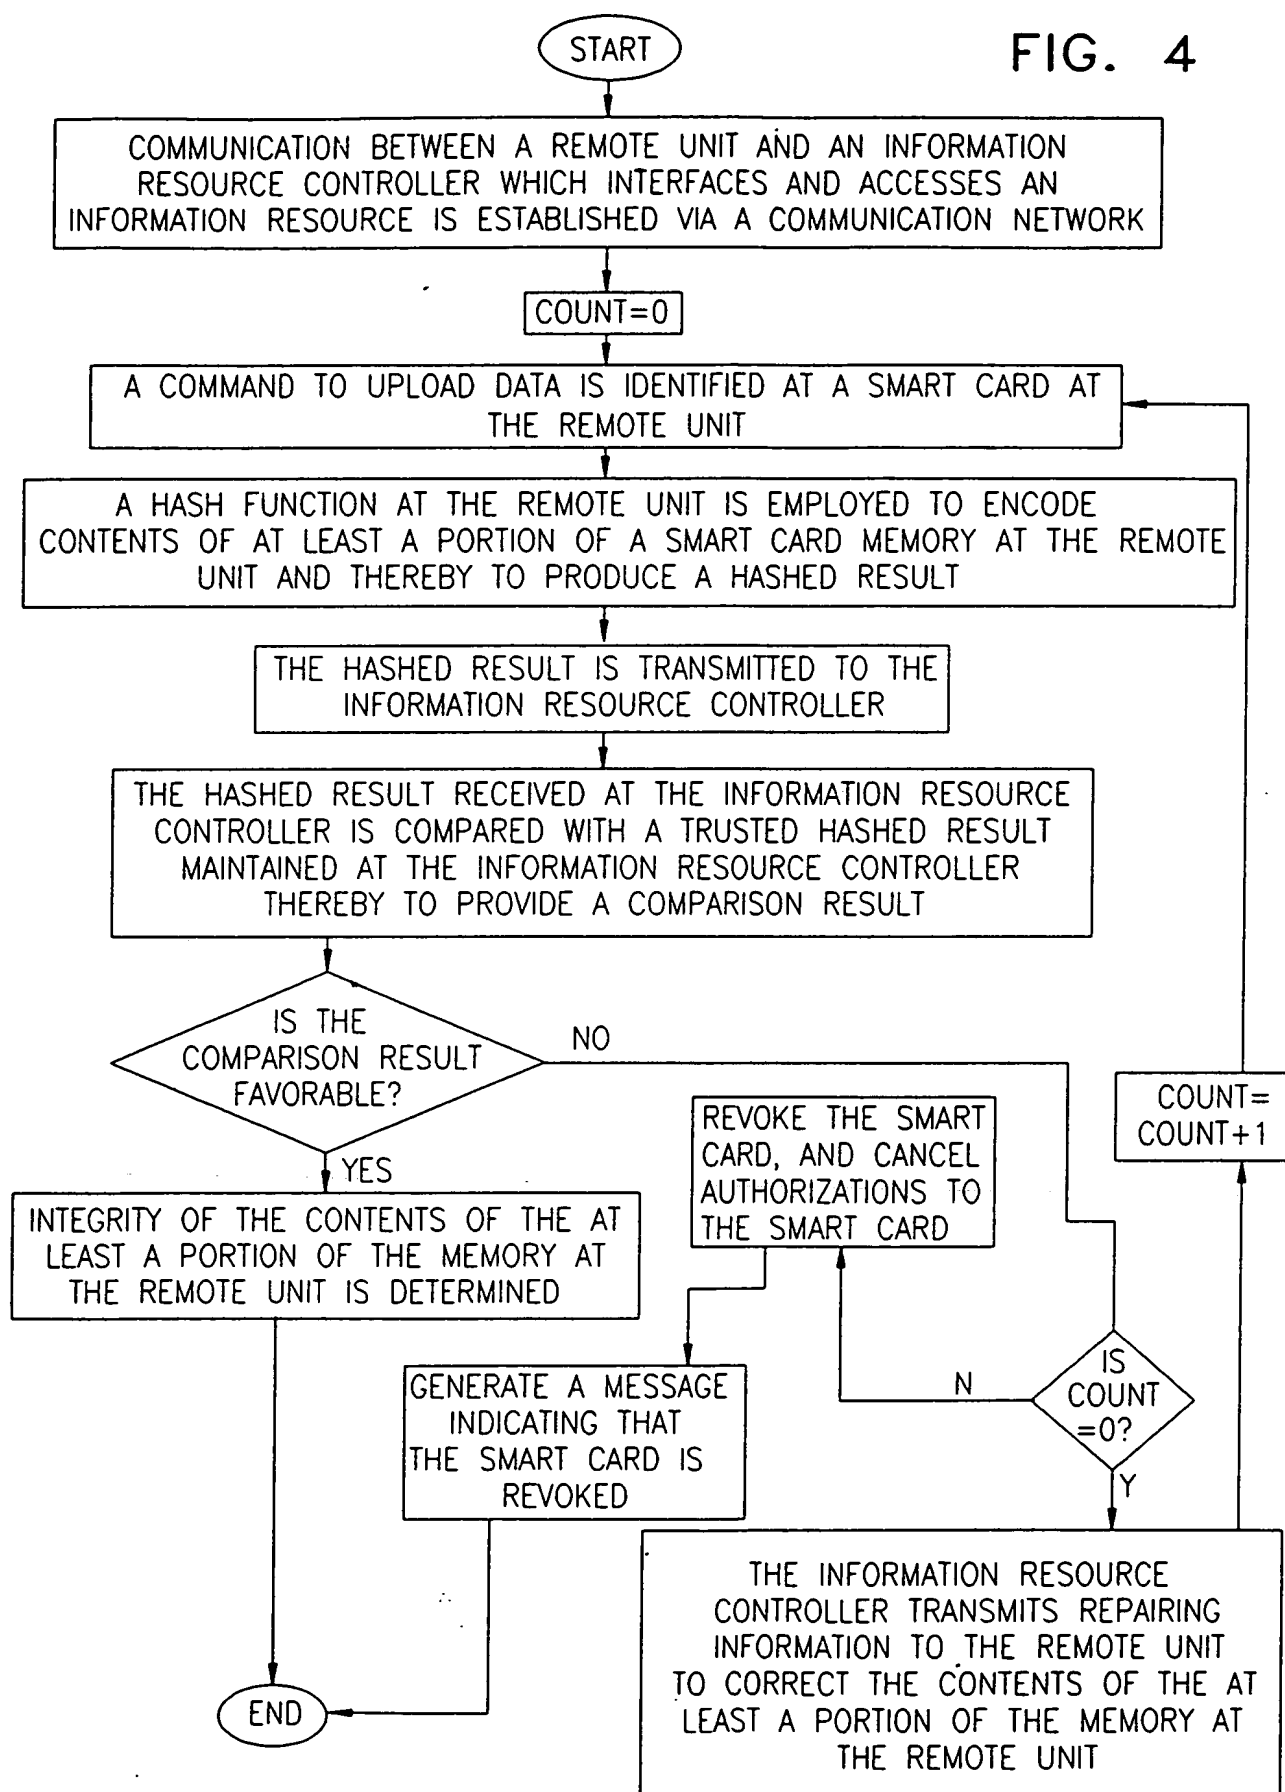 START
FIG. 4
COMMUNICATION BETWEEN A REMOTE UNIT AND AN INFORMATION
RESOURCE CONTROLLER WHICH INTERFACES AND ACCESSES AN
INFORMATION RESOURCE IS ESTABLISHED VIA A COMMUNICATION NETWORK
COUNT=0
A COMMAND TO UPLOAD DATA IS IDENTIFIED AT A SMART CARD AT
THE REMOTE UNIT
A HASH FUNCTION AT THE REMOTE UNIT IS EMPLOYED TO ENCODE
CONTENTS OF AT LEAST A PORTION OF A SMART CARD MEMORY AT THE REMOTE
UNIT AND THEREBY TO PRODUCE A HASHED RESULT
THE HASHED RESULT IS TRANSMITTED TO THE
INFORMATION RESOURCE CONTROLLER
THE HASHED RESULT RECEIVED AT THE INFORMATION RESOURCE
CONTROLLER IS COMPARED WITH A TRUSTED HASHED RESULT
MAINTAINED AT THE INFORMATION RESOURCE CONTROLLER
THEREBY TO PROVIDE A COMPARISON RESULT
IS THE
COMPARISON RESULT
FAVORABLE?
NO
YES
INTEGRITY OF THE CONTENTS OF THE AT
LEAST A PORTION OF THE MEMORY AT
THE REMOTE UNIT IS DETERMINED
REVOKE THE SMART
CARD, AND CANCEL
AUTHORIZATIONS TO
THE SMART CARD
COUNT=
COUNT+1
IS
COUNT
=0?
N
Y
GENERATE A MESSAGE
INDICATING THAT
THE SMART CARD IS
REVOKED
THE INFORMATION RESOURCE
CONTROLLER TRANSMITS REPAIRING
INFORMATION TO THE REMOTE UNIT
TO CORRECT THE CONTENTS OF THE AT
LEAST A PORTION OF THE MEMORY AT
THE REMOTE UNIT
END